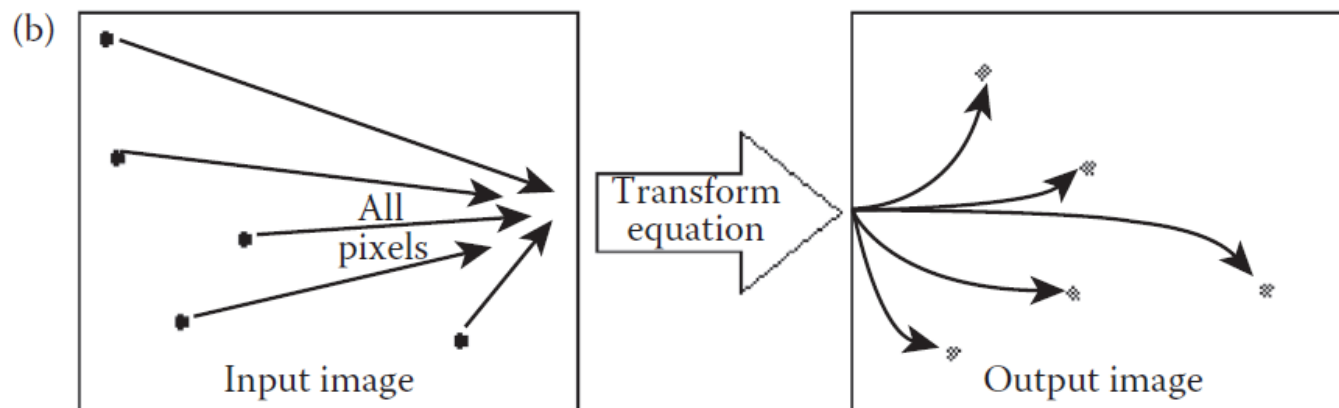 (b)
All
pixels
Input image
Transform
equation
Output image